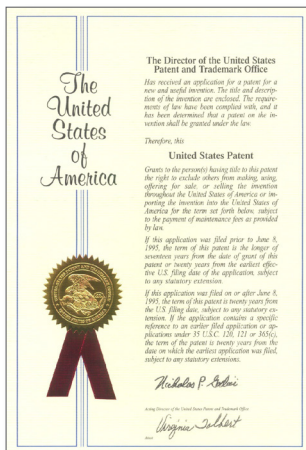 The
United
States
of
America
The Director of the United States
Patent and Trademark Office
Has received an application for a patent for a
new and useful invention. The title and descrip-
tion of the invention are enclosed. The require-
ments of law have been complied with, and it
has been determined that a patent on the in-
vention shall be granted under the law.
Therefore, this
United States Patent
Grants to the person(s) having title to this patent
the right to exclude others from making, using,
offering for sale, or selling the invention
throughout the United States of America or im-
porting the invention into the United States of
America for the term set forth below, subject
to the payment of maintenance fees as provided
by law.
If this application was filed prior to June 8,
1995, the term of this patent is the longer of
seventeen years from the date of grant of this
patent or twenty years from the earliest effec-
tive U.S. filing date of the application, subject
to any statutory extension.
If this application was filed on or after June 8,
1995, the term of this patent is twenty years from
the U.S. filing date, subject to any statutory ex-
tension. If the application contains a specific
reference to an earlier filed application or ap-
plications under 35 U.S.C. 120, 121 or 365(c),
the term of the patent is twenty years from the
date on which the earliest application was filed,
subject to any statutory extensions.
Nicholas P. Godici
Acting Director of the United States Patent and Trademark Office
Virginia Talbert